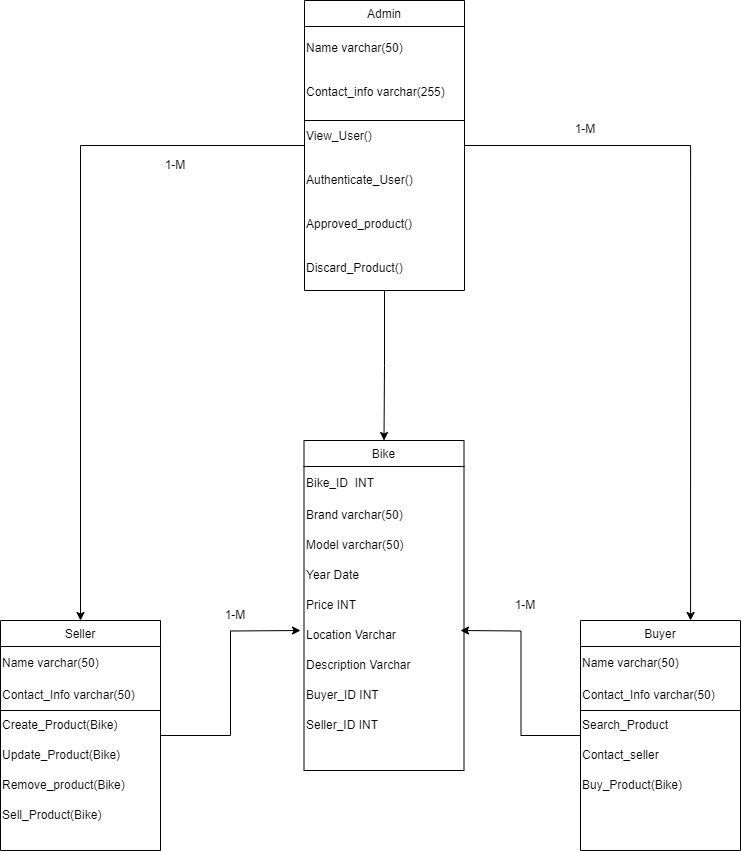 Admin
Name varchar(50)
Contact_info varchar(255)
View_User()
Authenticate_User()
Approved_product()
Discard_Product()
1-M
1-M
Bike
Bike_ID  INT
Brand varchar(50)
Model varchar(50)
Year Date
Price INT
Location Varchar
Description Varchar
Buyer_ID INT
Seller_ID INT
1-M
1-M
Seller
Name varchar(50)
Contact_Info varchar(50)
Create_Product(Bike)
Update_Product(Bike)
Remove_product(Bike)
Sell_Product(Bike)
Buyer
Name varchar(50)
Contact_Info varchar(50)
Search_Product
Contact_seller
Buy_Product(Bike)